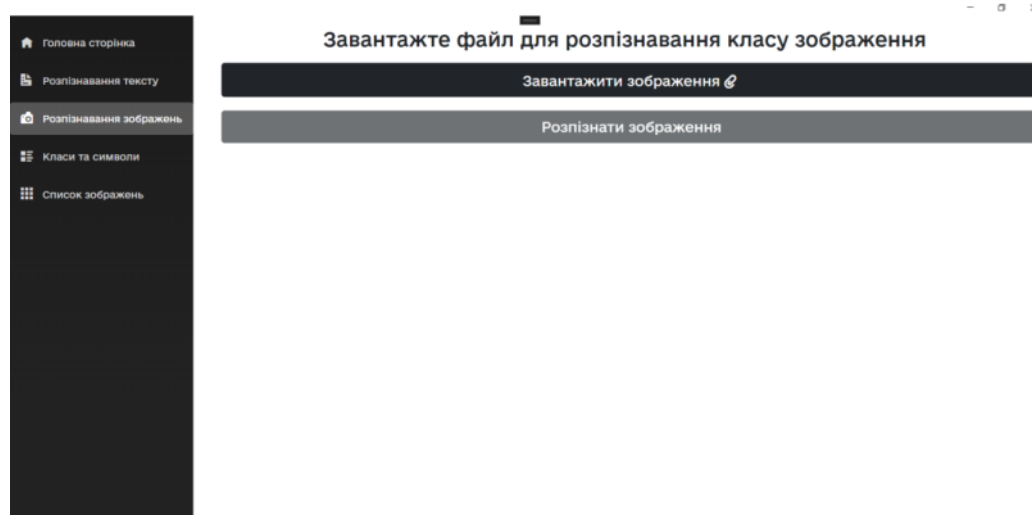 Головна сторінка
Розпізнавання тексту
Розпізнавання зображень
Класи та символи
Список зображень
Завантажте файл для розпізнавання класу зображення
Завантажити зображення
Розпізнати зображення